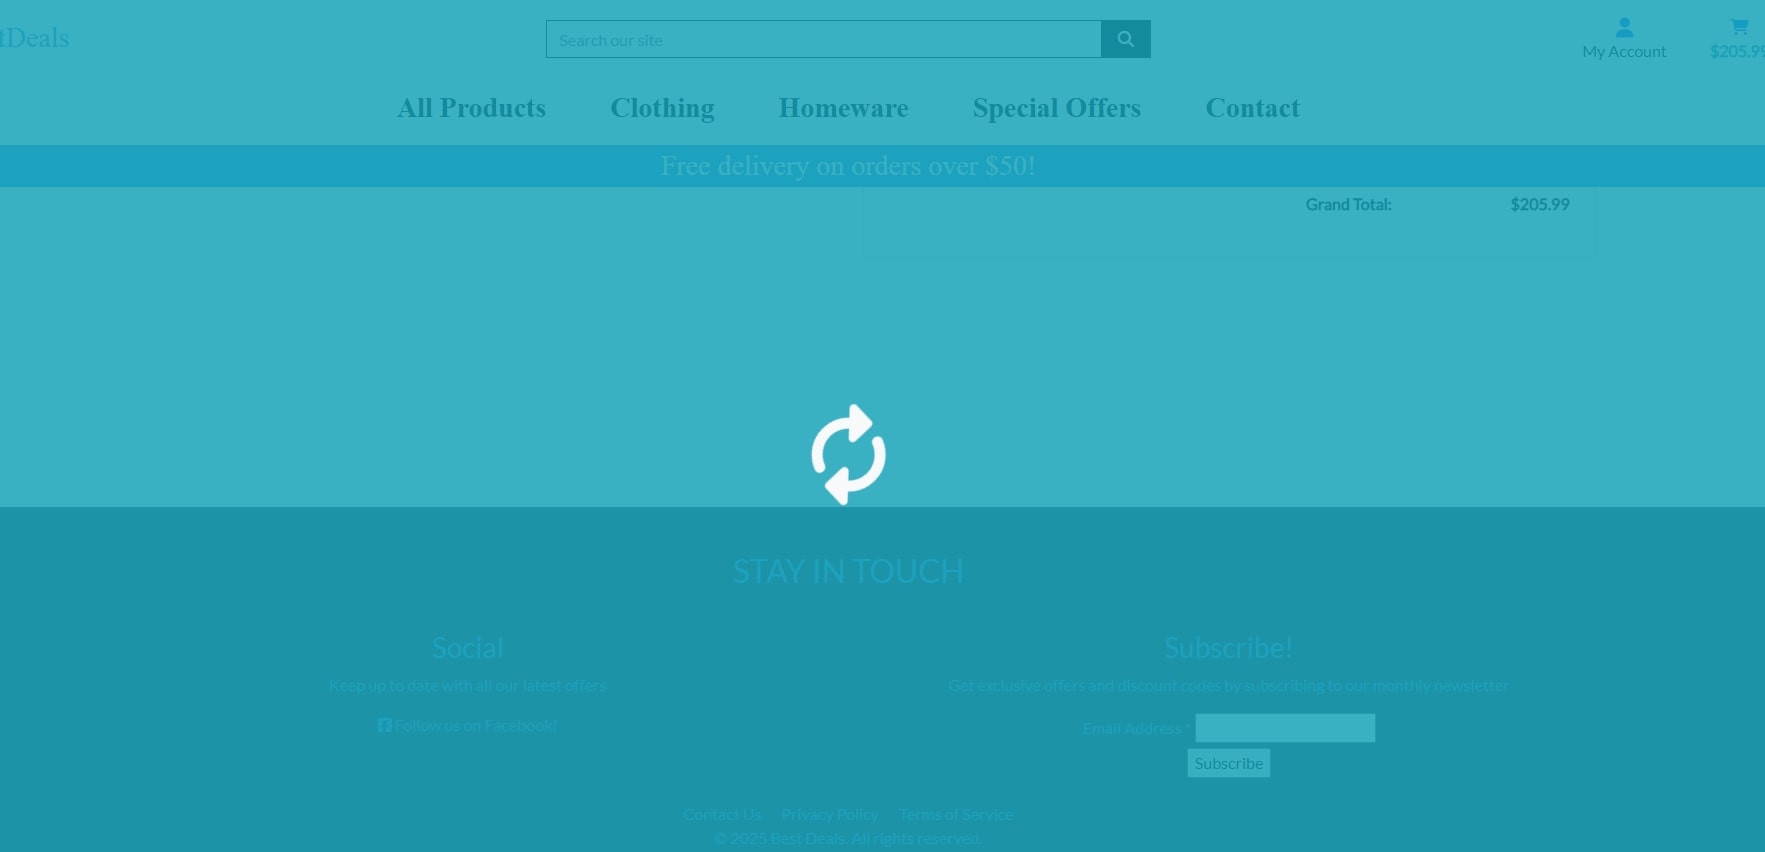 tDeals
Search our site
My Account
$205.99
All Products
Clothing
Homeware
Special Offers
Contact
Free delivery on orders over $50!
Grand Total: $205.99
STAY IN TOUCH
Social
Keep up to date with all our latest offers
Follow us on Facebook!
Subscribe!
Get exclusive offers and discount codes by subscribing to our monthly newsletter
Email Address *
Subscribe
Contact Us Privacy Policy Terms of Service
© 2025 Best Deals. All rights reserved.